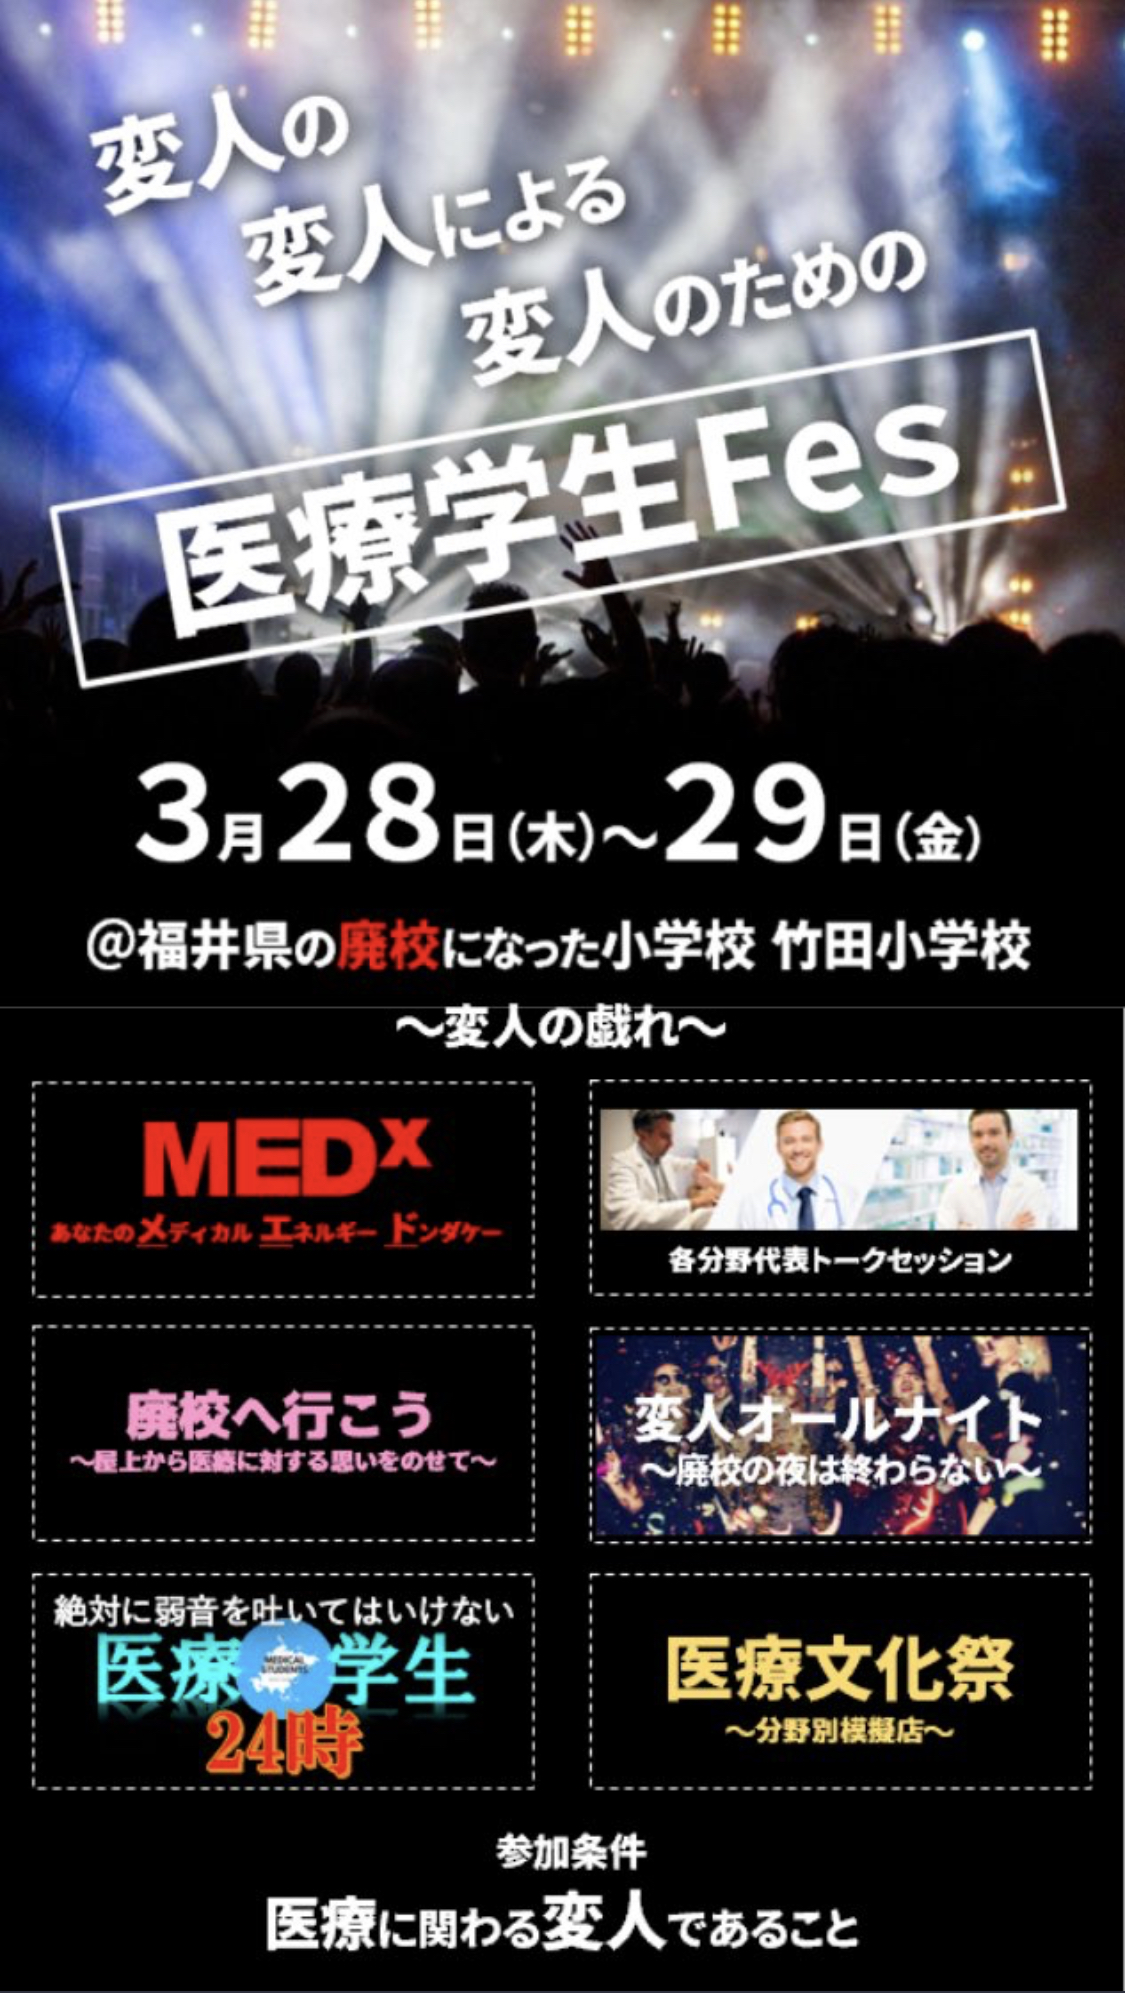 変人の
変人による
変人のための
医療学生Fes
3月28日(木)〜29日(金)
@福井県の廃校になった小学校 竹田小学校
〜変人の戯れ〜
MEDx
あなたのメディカル エネルギー ドンダケー
各分野代表トークセッション
廃校へ行こう
〜屋上から医療に対する思いをのせて〜
変人オールナイト
〜廃校の夜は終わらない〜
絶対に弱音を吐いてはいけない
医療学生
MEDICAL
STUDENTS
24時
医療文化祭
〜分野別模擬店〜
参加条件
医療に関わる変人であること